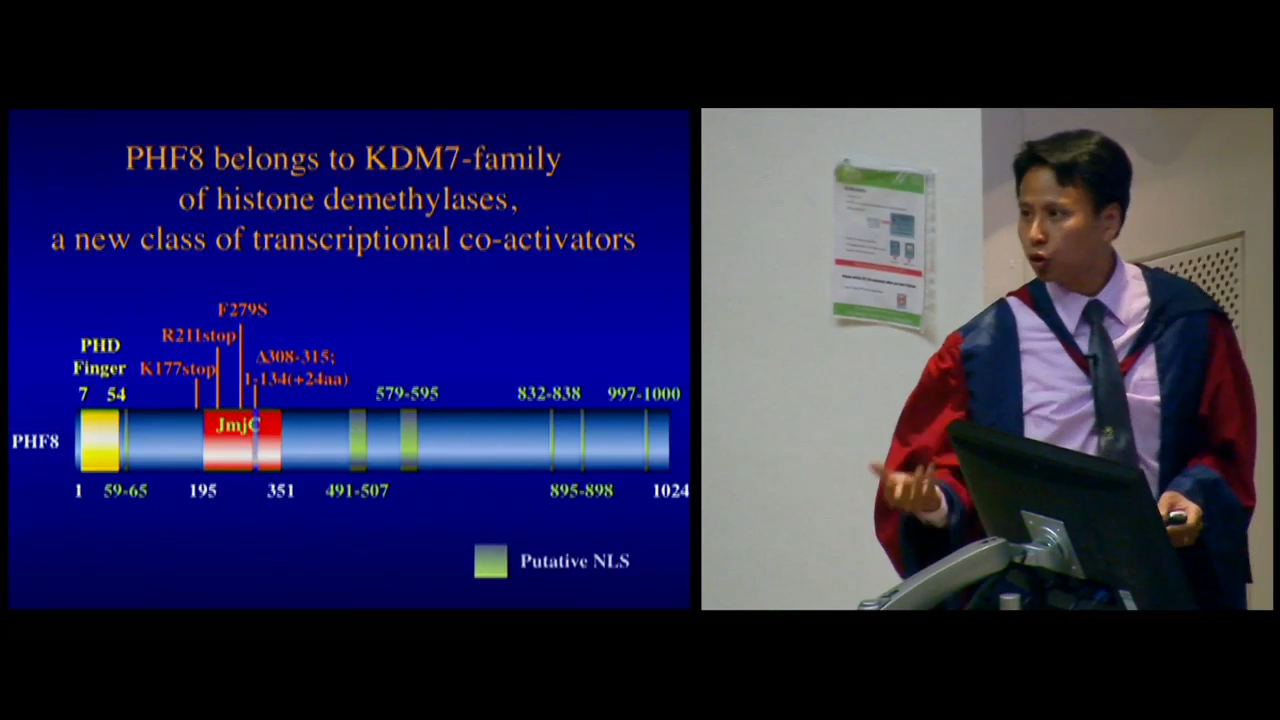 PHF8 belongs to KDM7-family
of histone demethylases,
a new class of transcriptional co-activators
F279S
R211stop
K177stop
Δ308-315;
1-134(+24aa)
PHD
Finger
7 54
579-595
832-838
997-1000
JmjC
PHF8
1
59-65
195
351
491-507
895-898
1024
Putative NLS